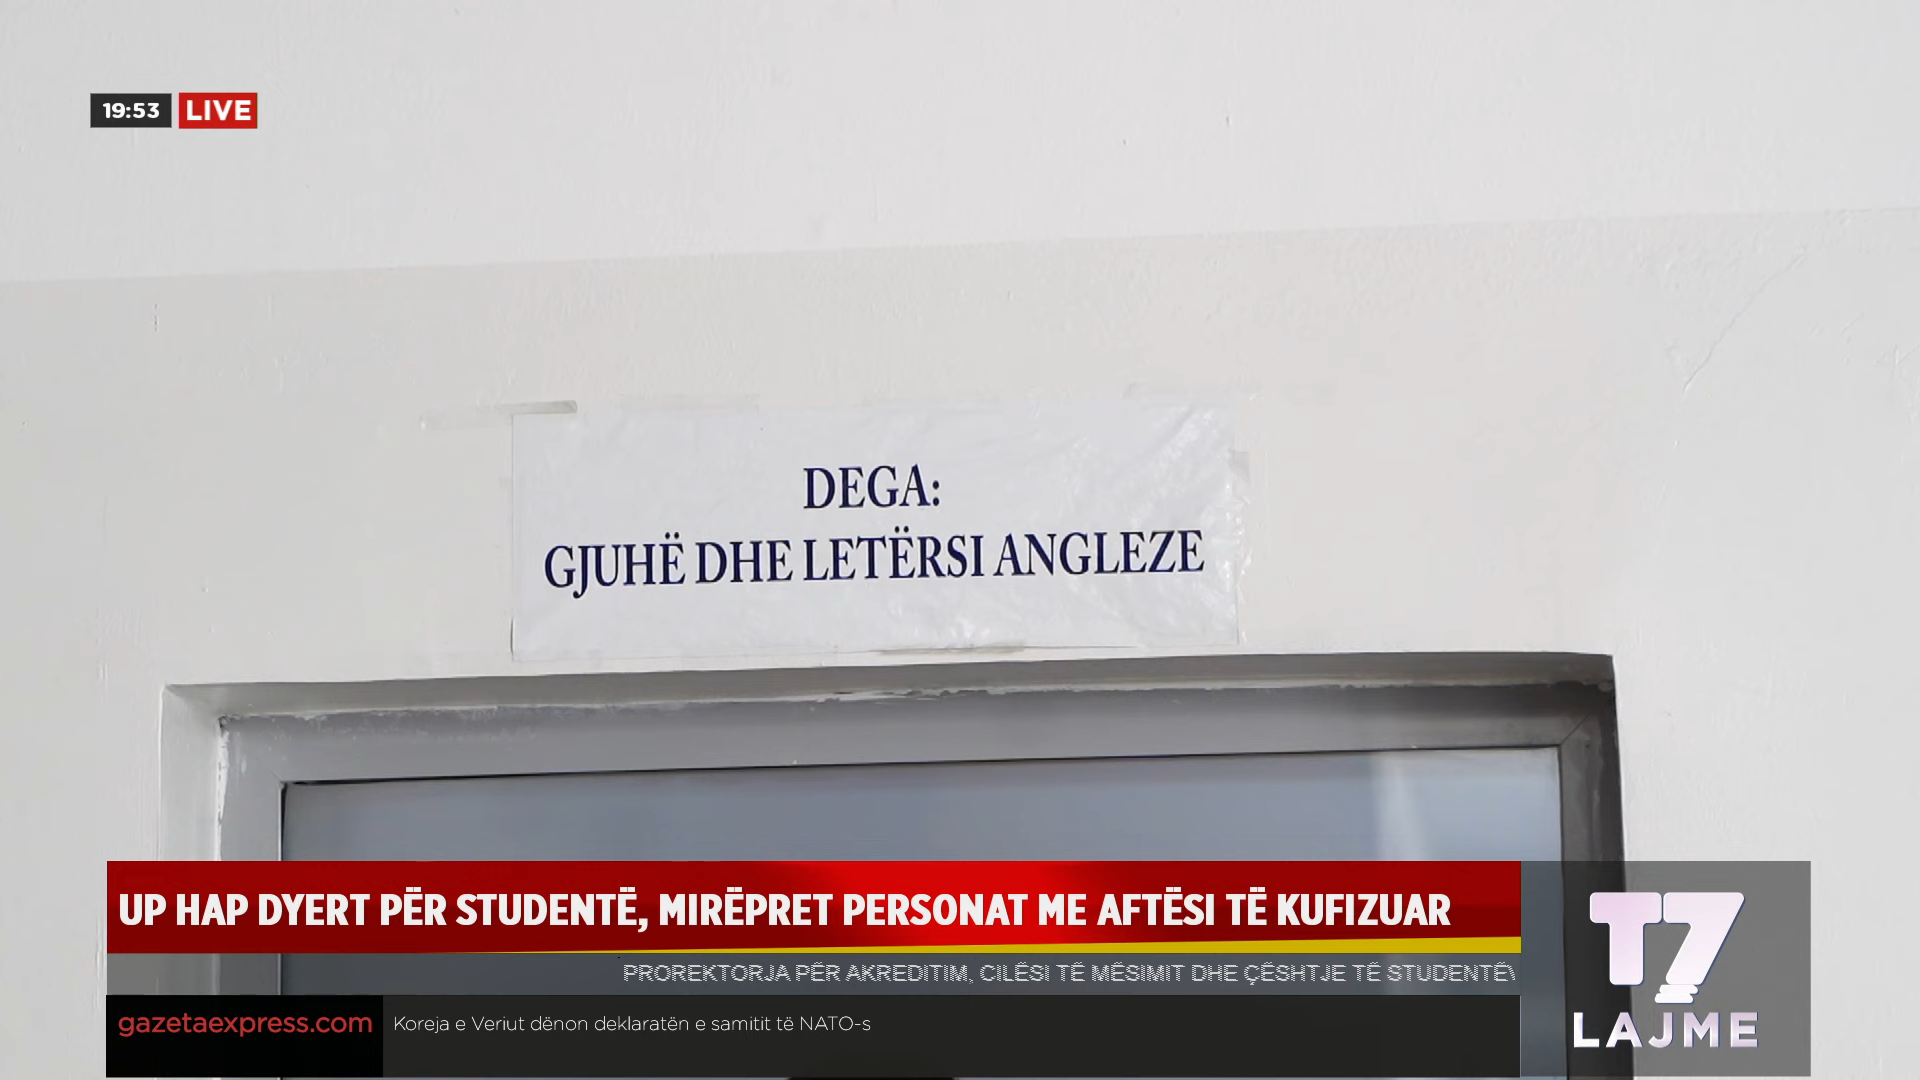 19:53 LIVE
DEGA:
GJUHË DHE LETËRSI ANGLEZE
UP HAP DYERT PËR STUDENTË, MIRËPRET PERSONAT ME AFTËSI TË KUFIZUAR
PROREKTORJA PËR AKREDITIM, CILËSI TË MËSIMIT DHE ÇËSHTJE TË
gazetaexpress.com Koreja e Veriut dënon deklaratën e samitit të NATO-s
T7
LAJME